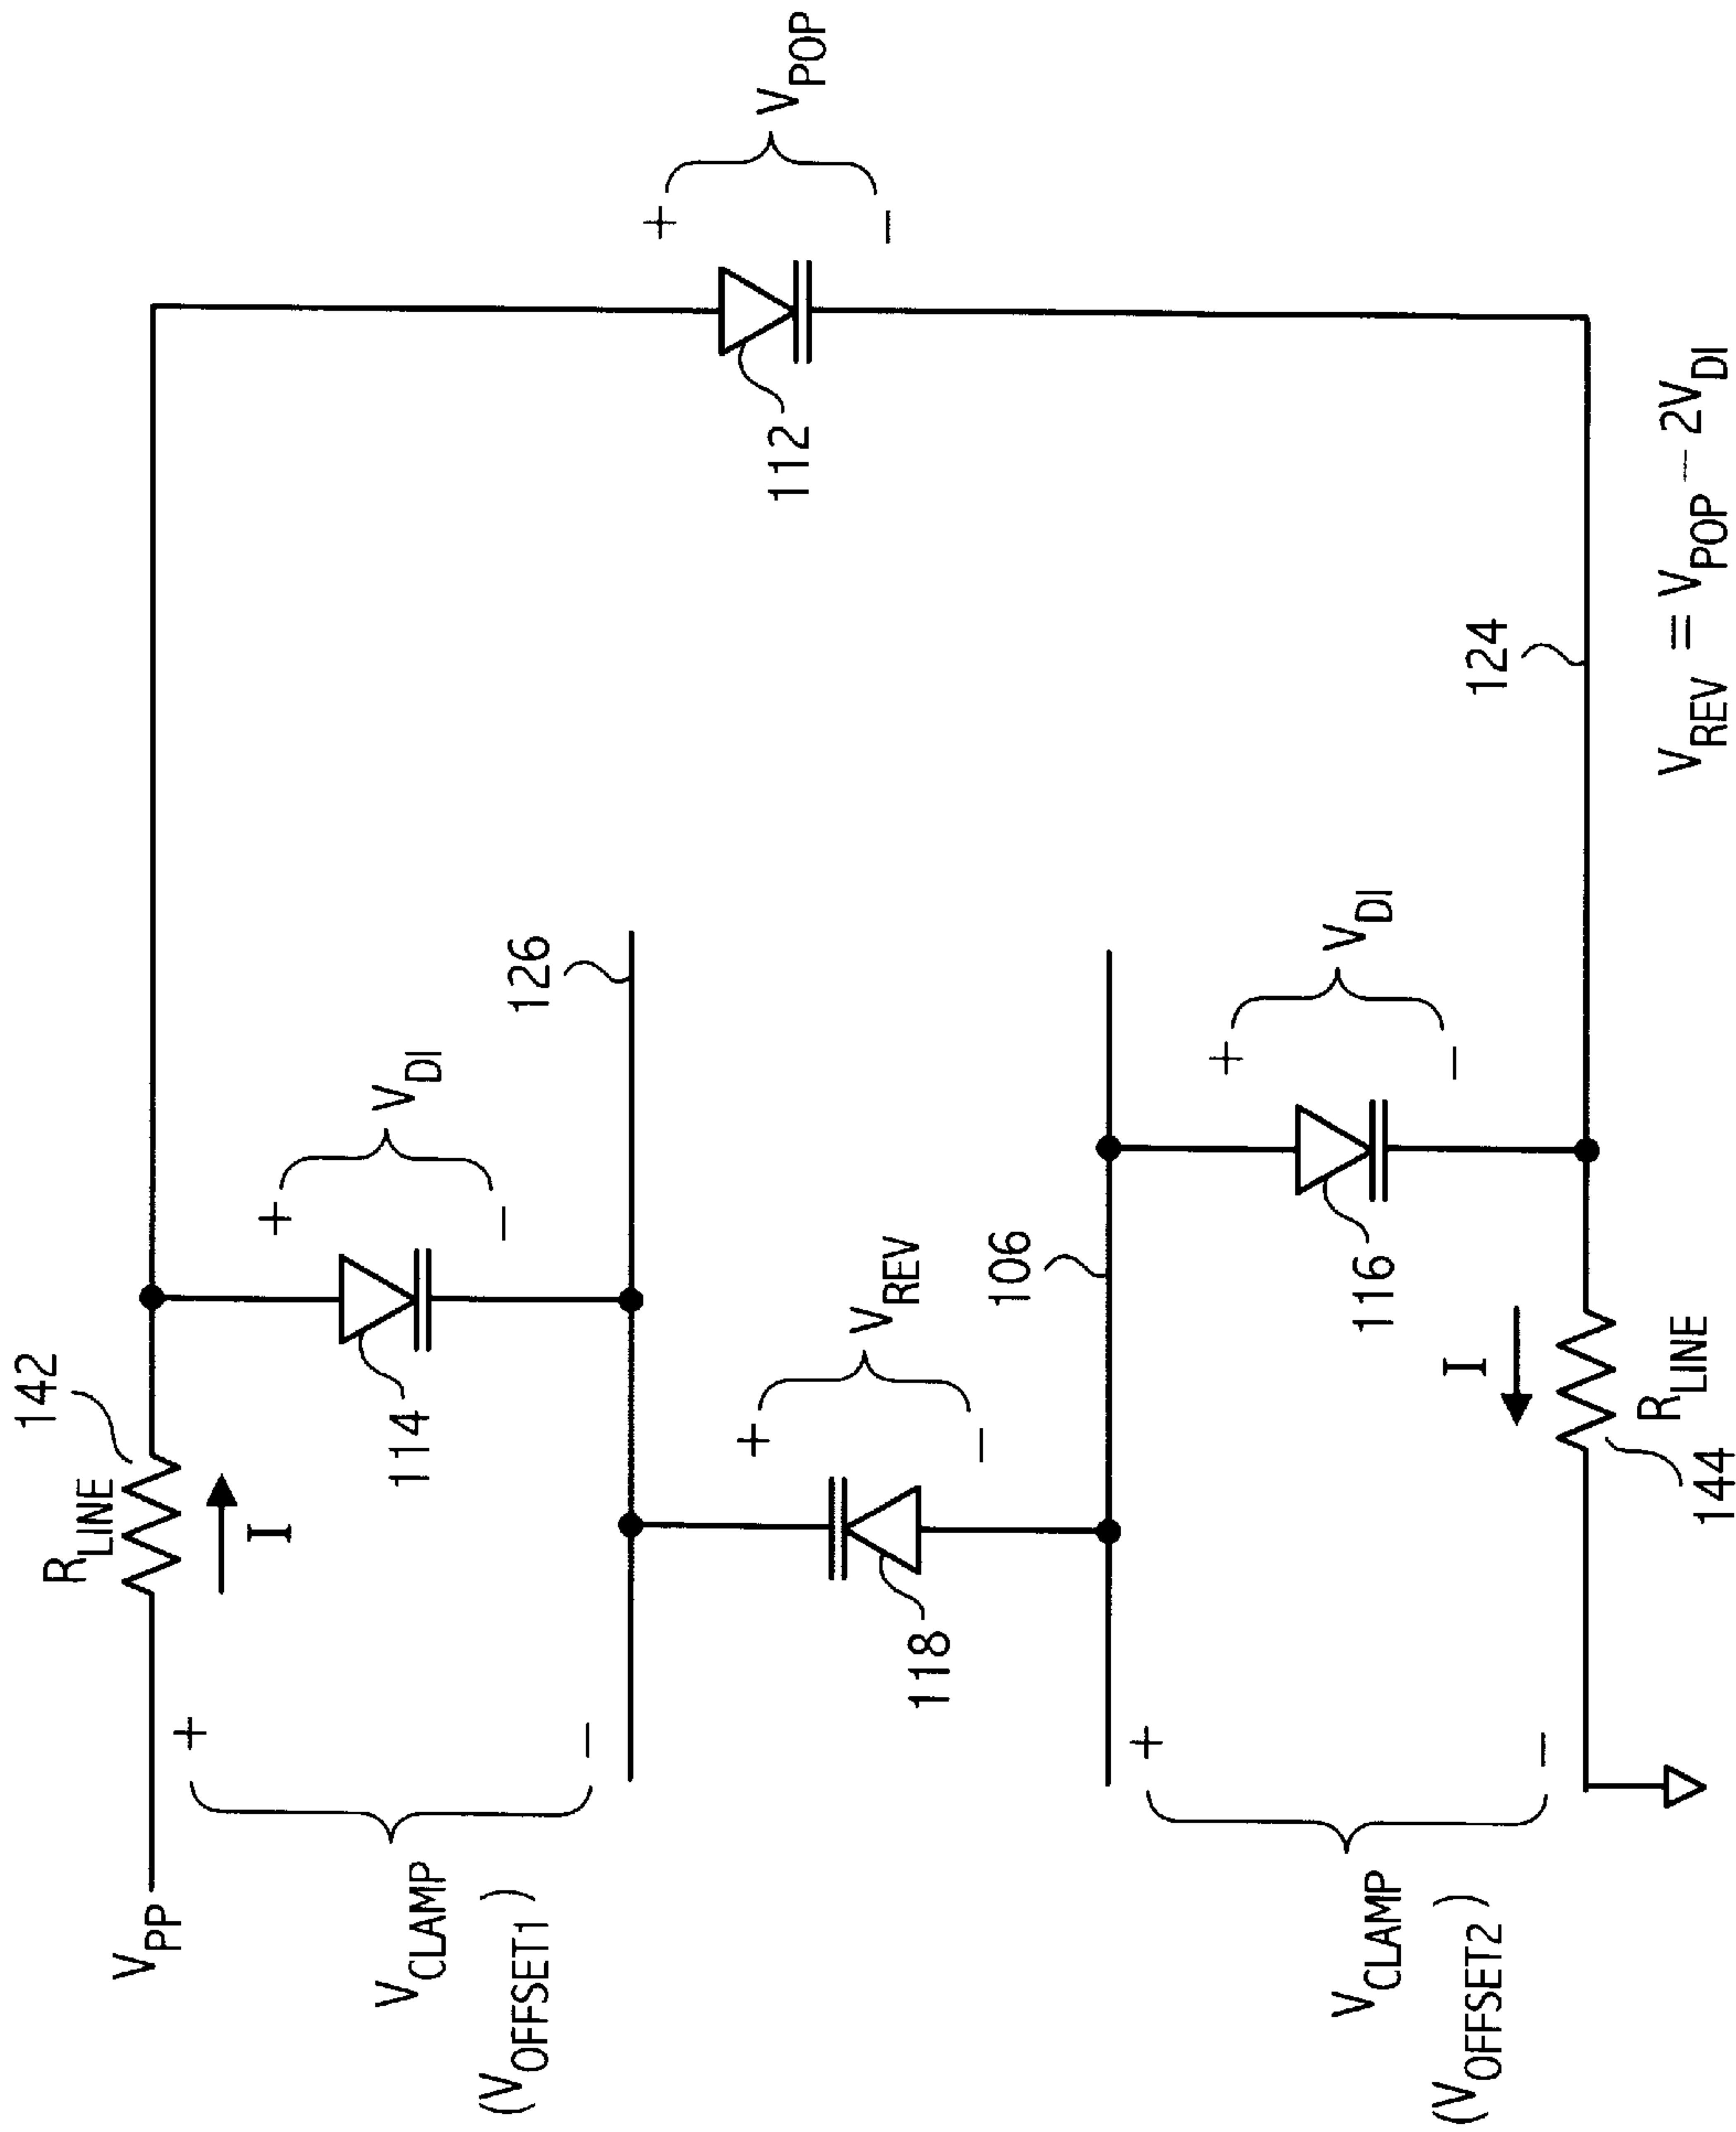 V_PP
R_LINE
142
I
+
−
V_CLAMP
(V_OFFSET1)
114
+
−
V_DI
126
118
+
−
V_REV
106
+
−
V_CLAMP
(V_OFFSET2)
116
+
−
V_DI
I
R_LINE
144
124
112
+
−
V_POP
V_REV = V_POP − 2V_DI